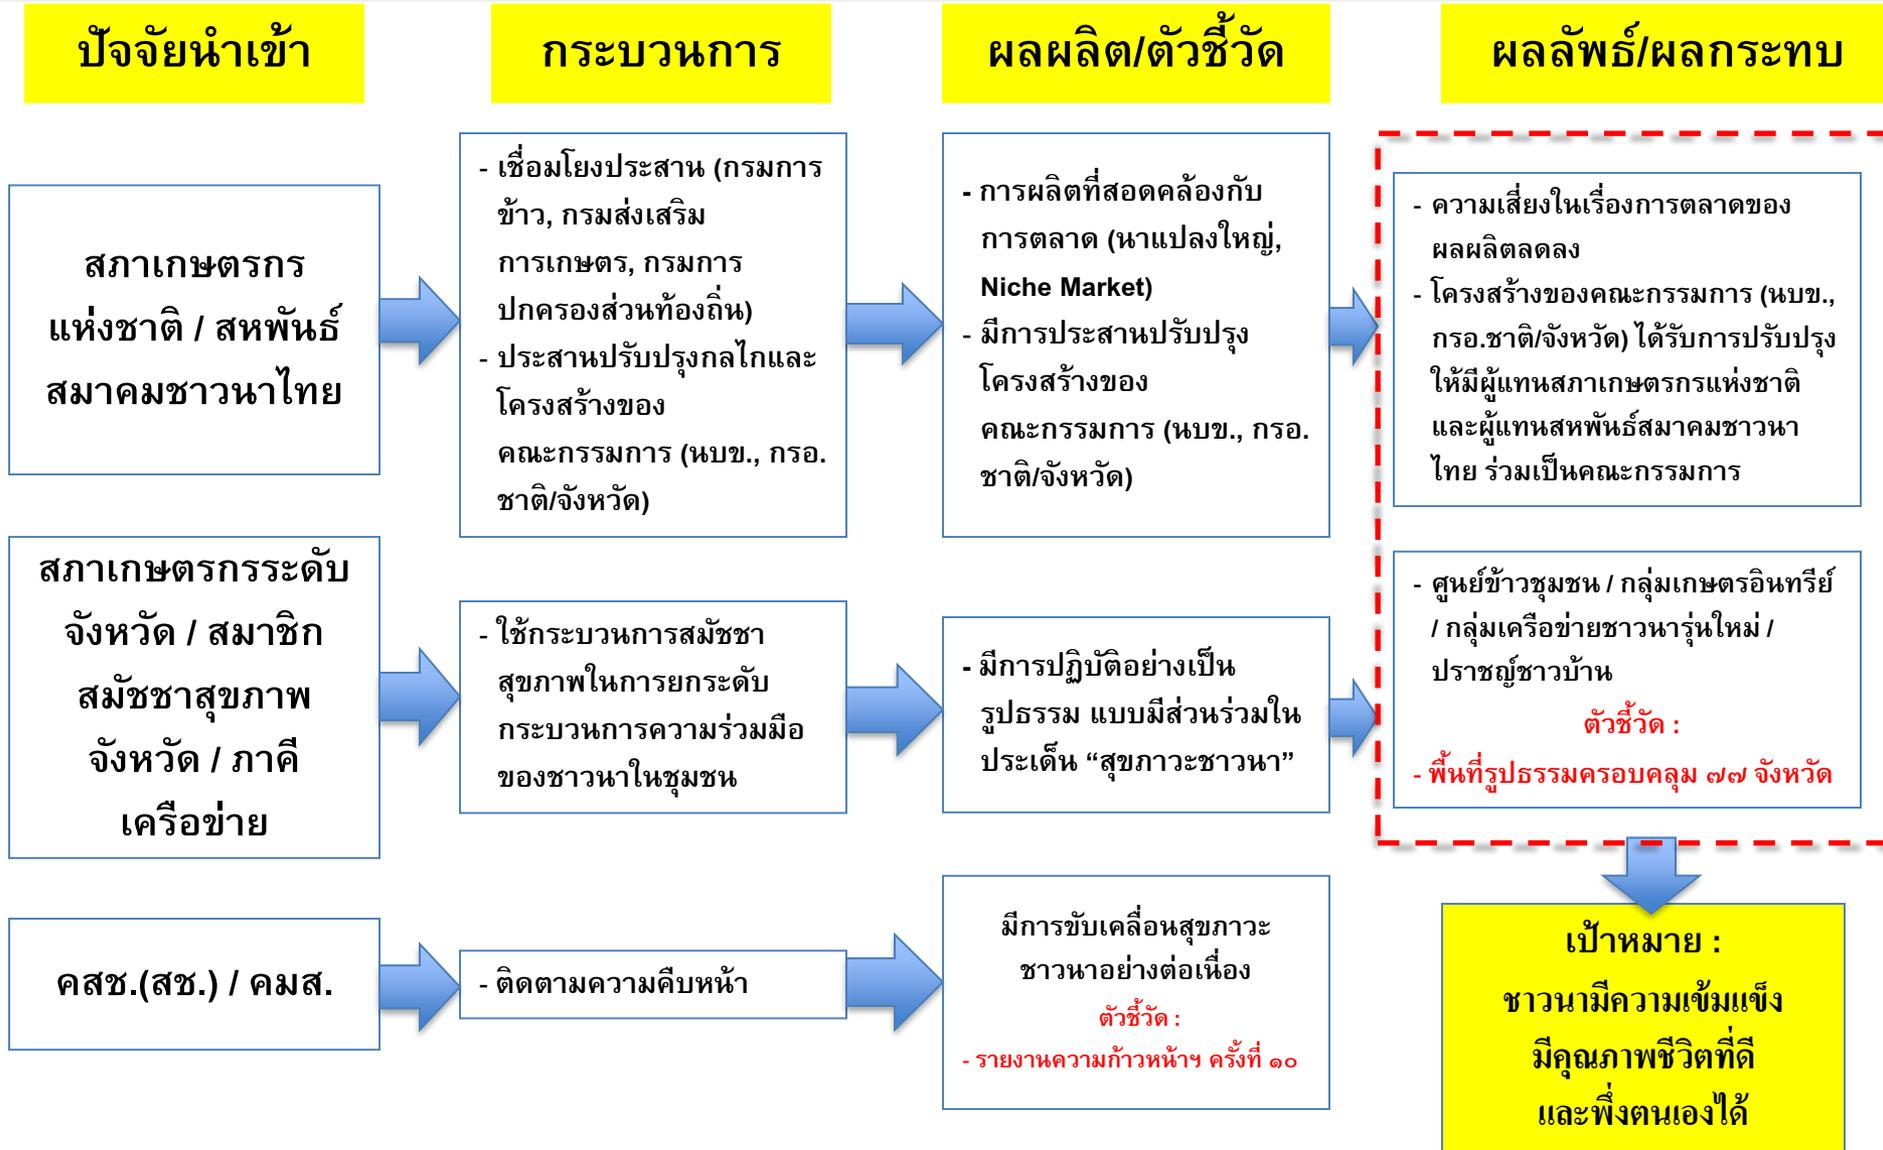 ปัจจัยนำเข้า
กระบวนการ
ผลผลิต/ตัวชี้วัด
ผลลัพธ์/ผลกระทบ
สภาเกษตรกร
แห่งชาติ / สหพันธ์
สมาคมชาวนาไทย
- เชื่อมโยงประสาน (กรมการ
ข้าว, กรมส่งเสริม
การเกษตร, กรมการ
ปกครองส่วนท้องถิ่น)
- ประสานปรับปรุงกลไกและ
โครงสร้างของ
คณะกรรมการ (นบข., กรอ.
ชาติ/จังหวัด)
- การผลิตที่สอดคล้องกับ
การตลาด (นาแปลงใหญ่,
Niche Market)
- มีการประสานปรับปรุง
โครงสร้างของ
คณะกรรมการ (นบข., กรอ.
ชาติ/จังหวัด)
- ความเสี่ยงในเรื่องการตลาดของ
ผลผลิตลดลง
- โครงสร้างของคณะกรรมการ (นบข.,
กรอ.ชาติ/จังหวัด) ได้รับการปรับปรุง
ให้มีผู้แทนสภาเกษตรกรแห่งชาติ
และผู้แทนสหพันธ์สมาคมชาวนา
ไทย ร่วมเป็นคณะกรรมการ
สภาเกษตรกรระดับ
จังหวัด / สมาชิก
สมัชชาสุขภาพ
จังหวัด / ภาคี
เครือข่าย
- ใช้กระบวนการสมัชชา
สุขภาพในการยกระดับ
กระบวนการความร่วมมือ
ของชาวนาในชุมชน
- มีการปฏิบัติอย่างเป็น
รูปธรรม แบบมีส่วนร่วมใน
ประเด็น “สุขภาวะชาวนา”
- ศูนย์ข้าวชุมชน / กลุ่มเกษตรอินทรีย์
/ กลุ่มเครือข่ายชาวนารุ่นใหม่ /
ปราชญ์ชาวบ้าน
ตัวชี้วัด :
- พื้นที่รูปธรรมครอบคลุม ๗๗ จังหวัด
คสช.(สช.) / คมส.
- ติดตามความคืบหน้า
มีการขับเคลื่อนสุขภาวะ
ชาวนาอย่างต่อเนื่อง
ตัวชี้วัด :
- รายงานความก้าวหน้าฯ ครั้งที่ ๑๐
เป้าหมาย :
ชาวนามีความเข้มแข็ง
มีคุณภาพชีวิตที่ดี
และพึ่งตนเองได้